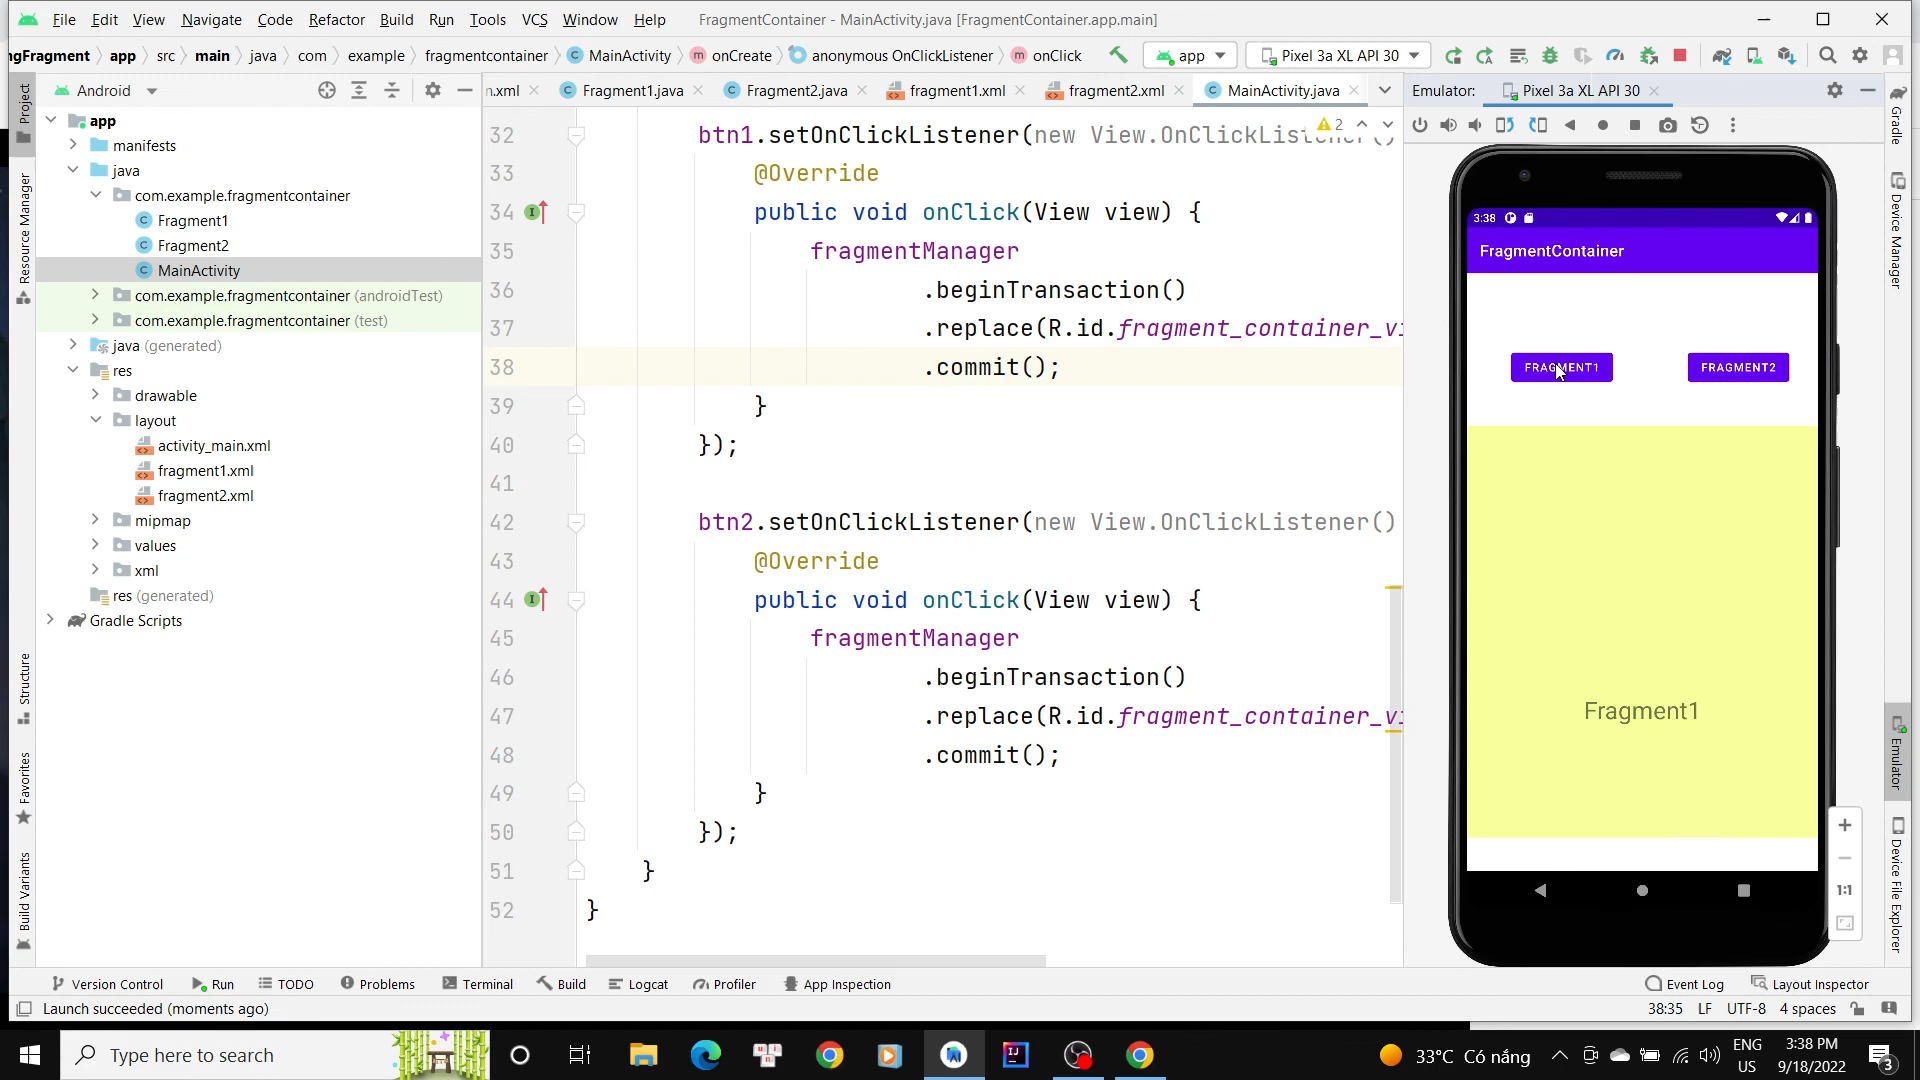 File Edit View Navigate Code Refactor Build Run Tools VCS Window Help FragmentContainer - MainActivity.java [FragmentContainer.app.main]
ngFragment app src main java com example fragmentcontainer MainActivity onCreate anonymous OnClickListener onClick app Pixel 3a XL API 30
Android
n.xml Fragment1.java Fragment2.java fragment1.xml fragment2.xml MainActivity.java
Emulator: Pixel 3a XL API 30
Project
Resource Manager
Structure
Favorites
Build Variants
app
manifests
java
com.example.fragmentcontainer
Fragment1
Fragment2
MainActivity
com.example.fragmentcontainer (androidTest)
com.example.fragmentcontainer (test)
java (generated)
res
drawable
layout
activity_main.xml
fragment1.xml
fragment2.xml
mipmap
values
xml
res (generated)
Gradle Scripts
2
32 btn1.setOnClickListener(new View.OnClickListener()
33 @Override
34 public void onClick(View view) {
35 fragmentManager
36 .beginTransaction()
37 .replace(R.id.fragment_container_vi
38 .commit();
39 }
40 });
41
42 btn2.setOnClickListener(new View.OnClickListener()
43 @Override
44 public void onClick(View view) {
45 fragmentManager
46 .beginTransaction()
47 .replace(R.id.fragment_container_vi
48 .commit();
49 }
50 });
51 }
52 }
3:38
FragmentContainer
FRAGMENT1 FRAGMENT2
Fragment1
1:1
Gradle
Device Manager
Emulator
Device File Explorer
Version Control Run TODO Problems Terminal Build Logcat Profiler App Inspection Event Log Layout Inspector
Launch succeeded (moments ago) 38:35 LF UTF-8 4 spaces
Type here to search
33°C Có nắng
ENG
US
3:38 PM
9/18/2022
3